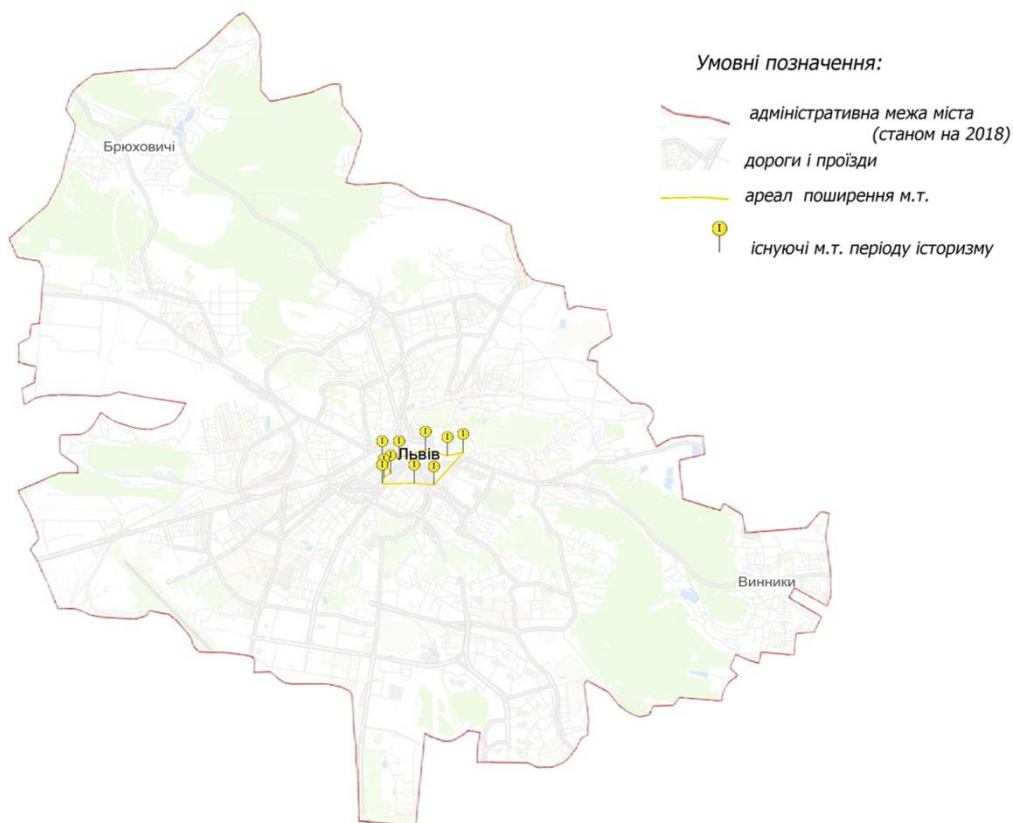 Умовні позначення:
адміністративна межа міста
(станом на 2018)
дороги і проїзди
ареал поширення м.т.
I
існуючі м.т. періоду історизму
Брюховичі
I I I I I
I Львів
I
I I I
Винники